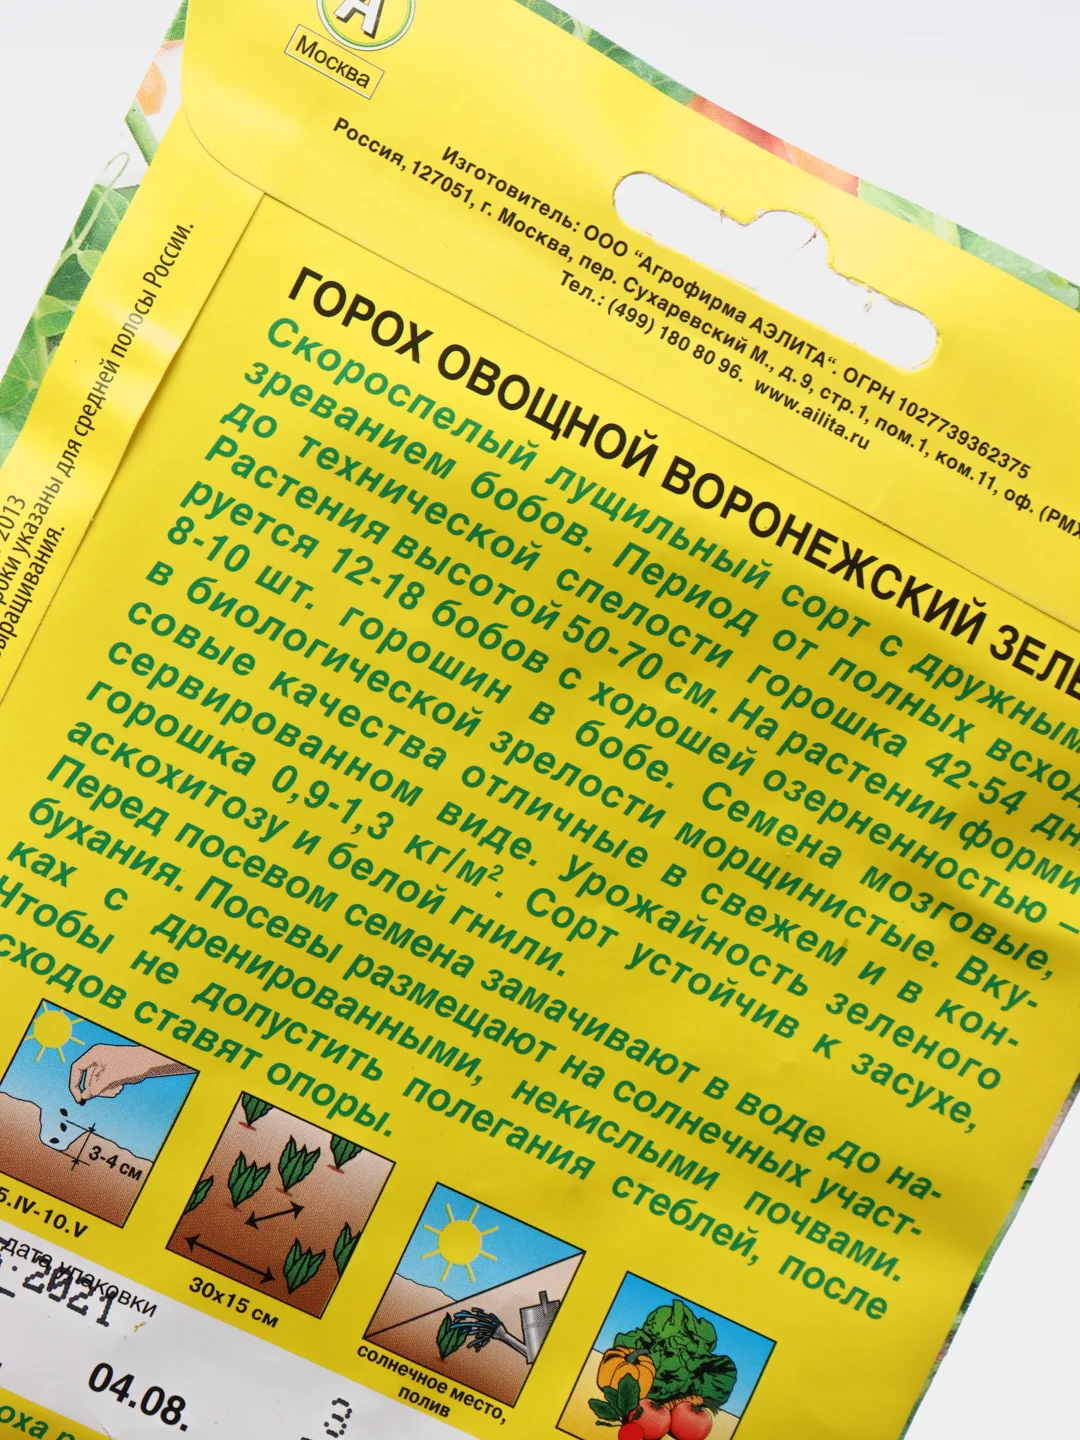 А
Москва
Изготовитель: ООО “Агрофирма АЭЛИТА“. ОГРН 1027739362375
Россия, 127051, г. Москва, пер. Сухаревский М., д. 9, стр.1, пом.1, ком.11, оф. (РМХ
Тел.: (499) 180 80 96. www.ailita.ru
ГОРОХ ОВОЩНОЙ ВОРОНЕЖСКИЙ ЗЕЛЕ
Скороспелый лущильный сорт с дружным
зреванием бобов. Период от полных всход
до технической спелости горошка 42-54 дн
Растения высотой 50-70 см. На растении форми
руется 12-18 бобов с хорошей озерненностью –
8-10 шт. горошин в бобе. Семена мозговые,
в биологической зрелости морщинистые. Вку-
совые качества отличные в свежем и в кон-
сервированном виде. Урожайность зеленого
горошка 0,9-1,3 кг/м². Сорт устойчив к засухе,
аскохитозу и белой гнили.
Перед посевом семена замачивают в воде до на-
бухания. Посевы размещают на солнечных участ-
ках с дренированными, некислыми почвами.
Чтобы не допустить полегания стеблей, после
сходов ставят опоры.
2013
роки указаны для средней полосы России.
выращивания.
3-4 см
5.IV-10.V
30х15 см
солнечное место,
полив
дата упаковки
2021
04.08.
3
оха